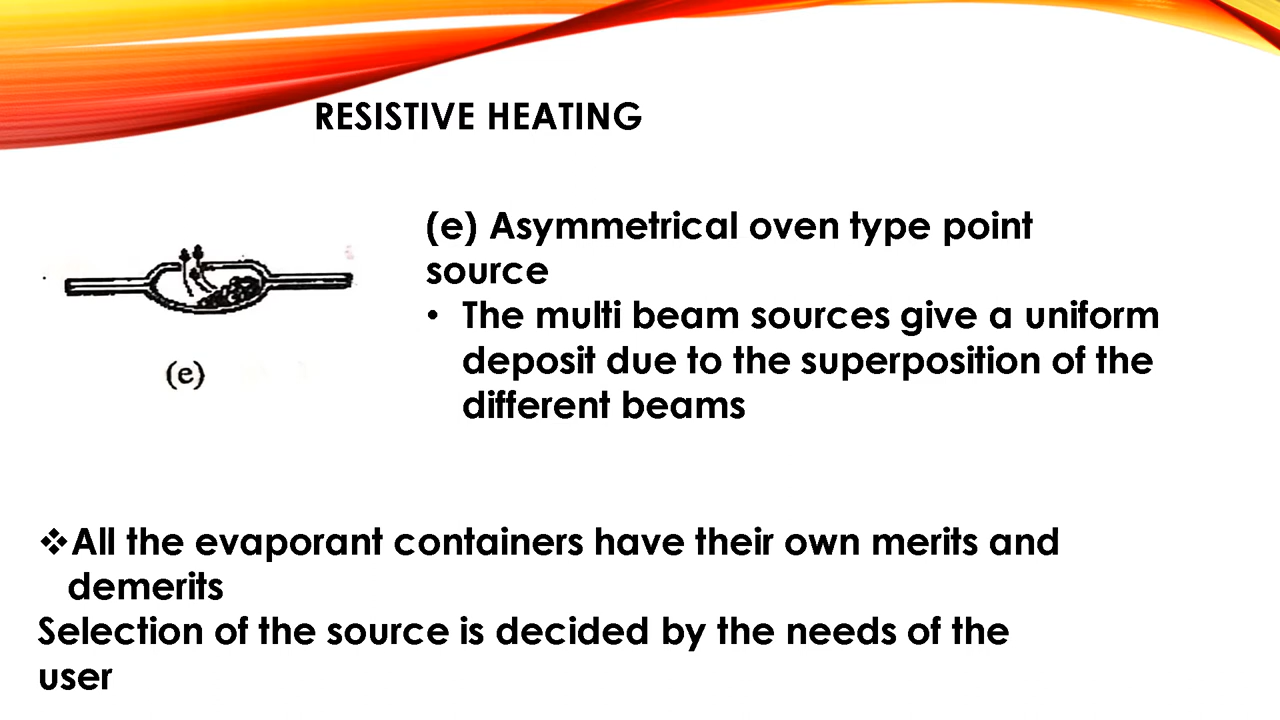 RESISTIVE HEATING
(e)
(e) Asymmetrical oven type point
source
• The multi beam sources give a uniform
deposit due to the superposition of the
different beams
❖All the evaporant containers have their own merits and
demerits
Selection of the source is decided by the needs of the
user